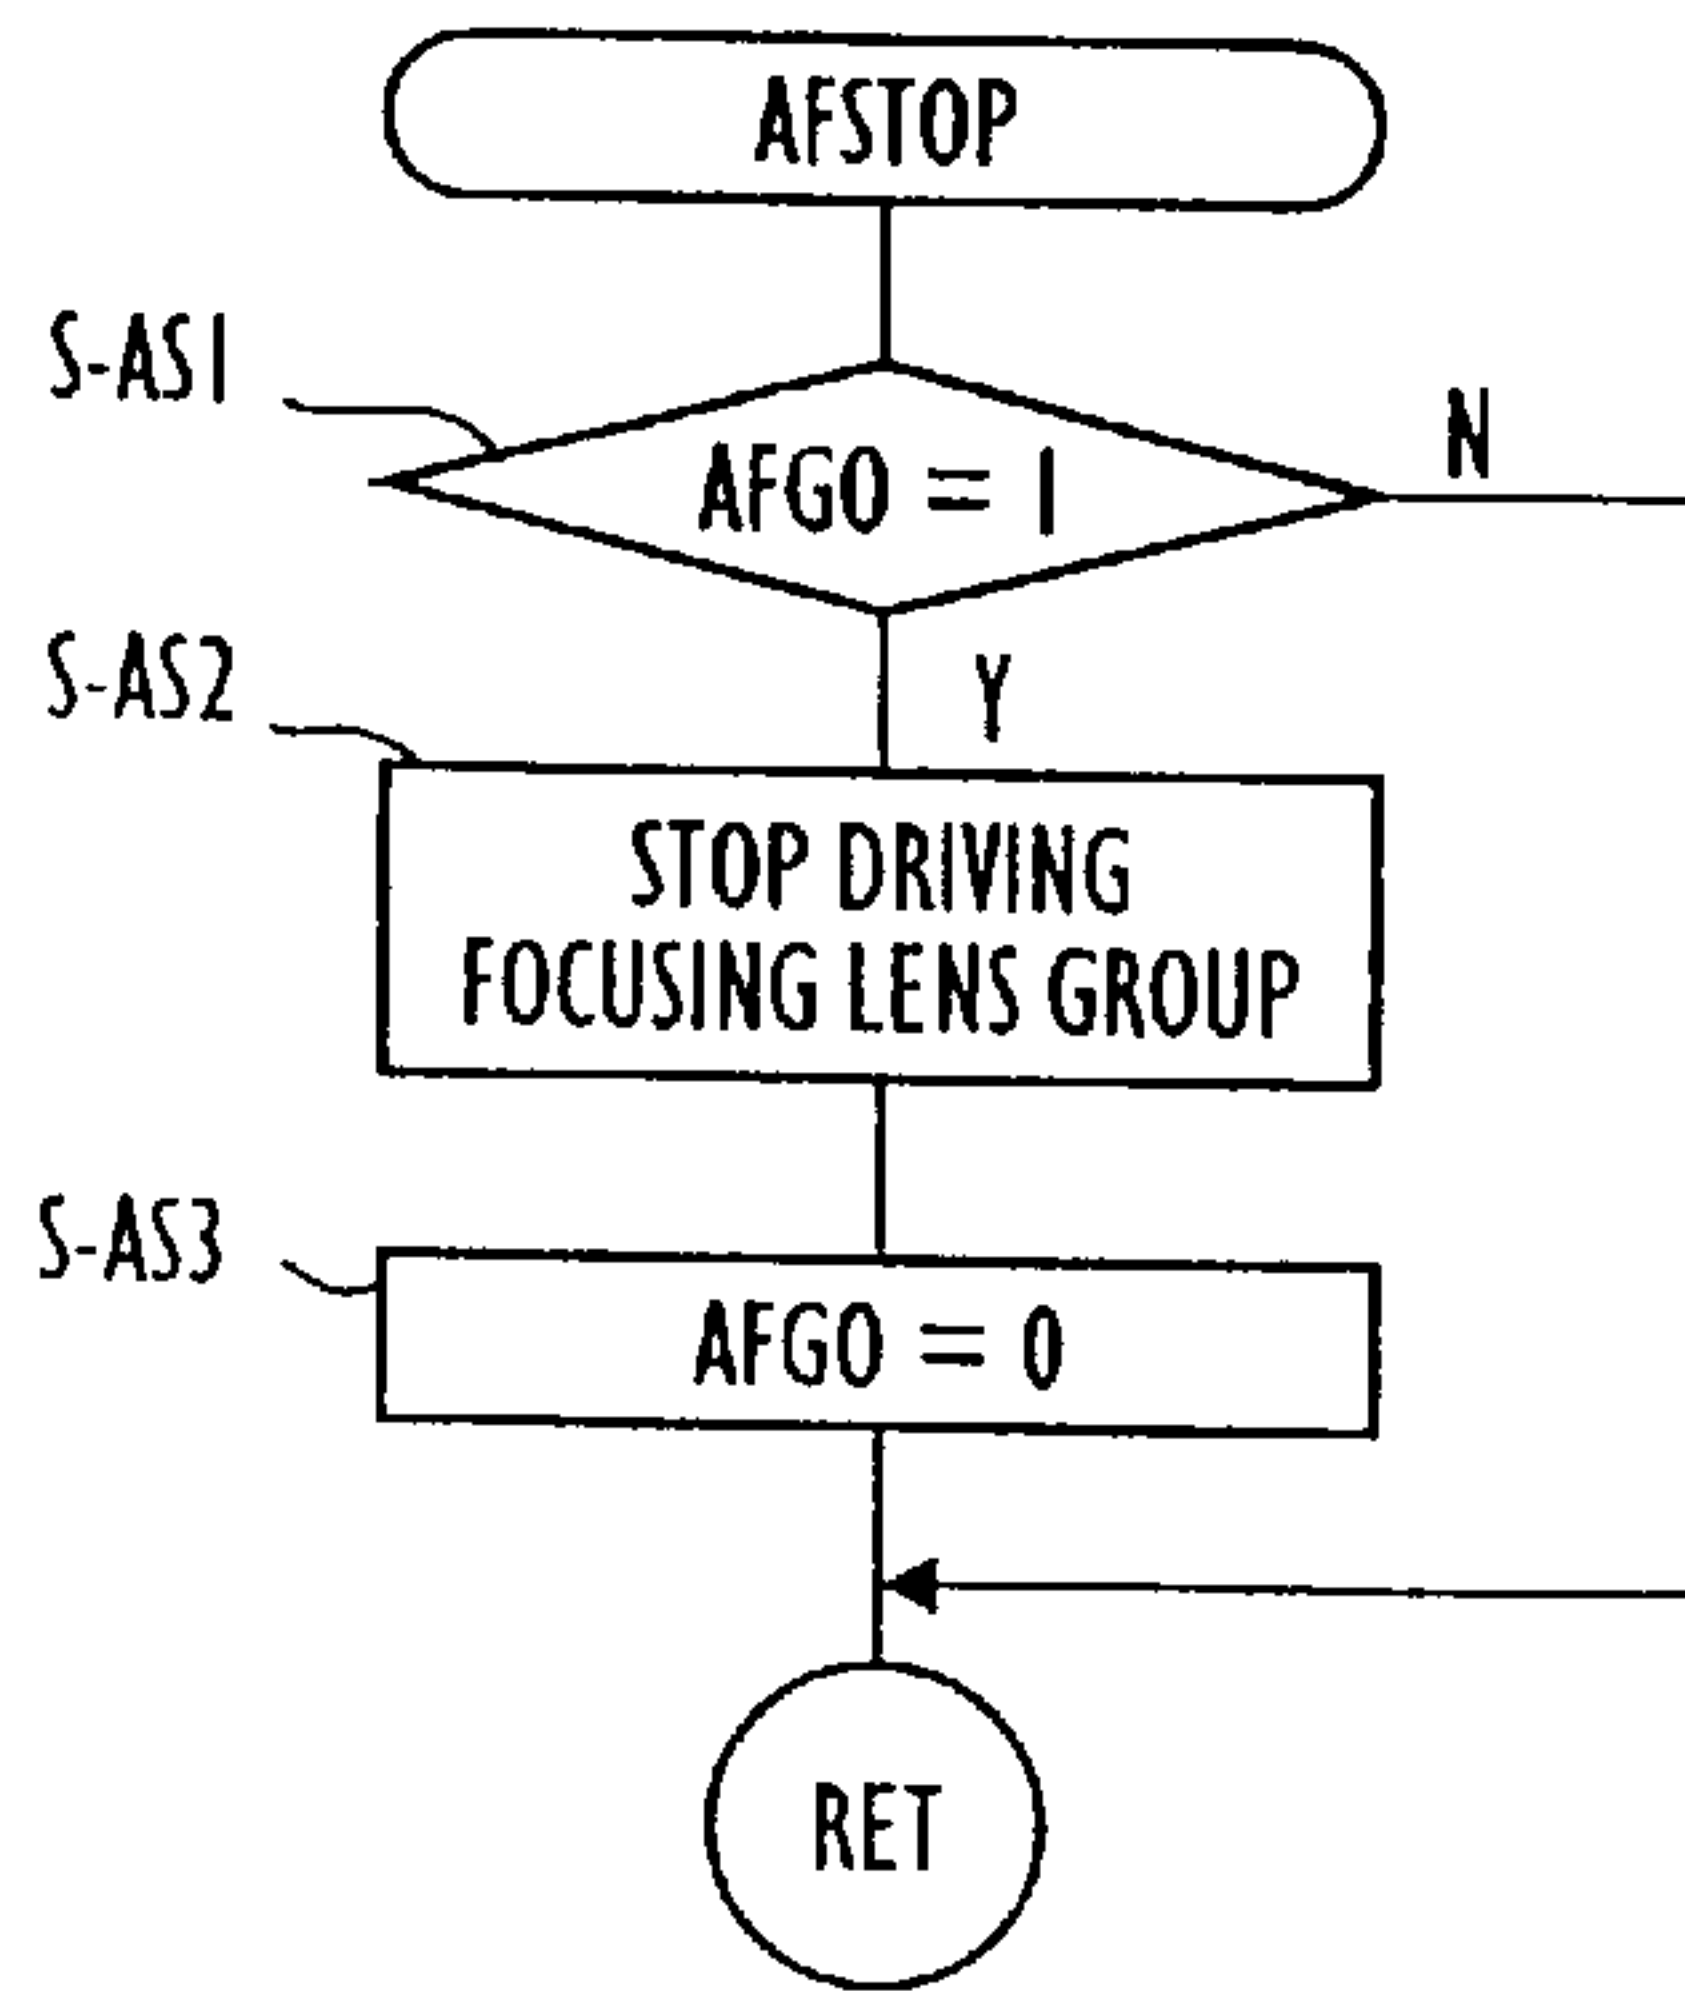 AFSTOP
S-AS1
AFGO = 1
N
S-AS2
Y
STOP DRIVING
FOCUSING LENS GROUP
S-AS3
AFGO = 0
RET